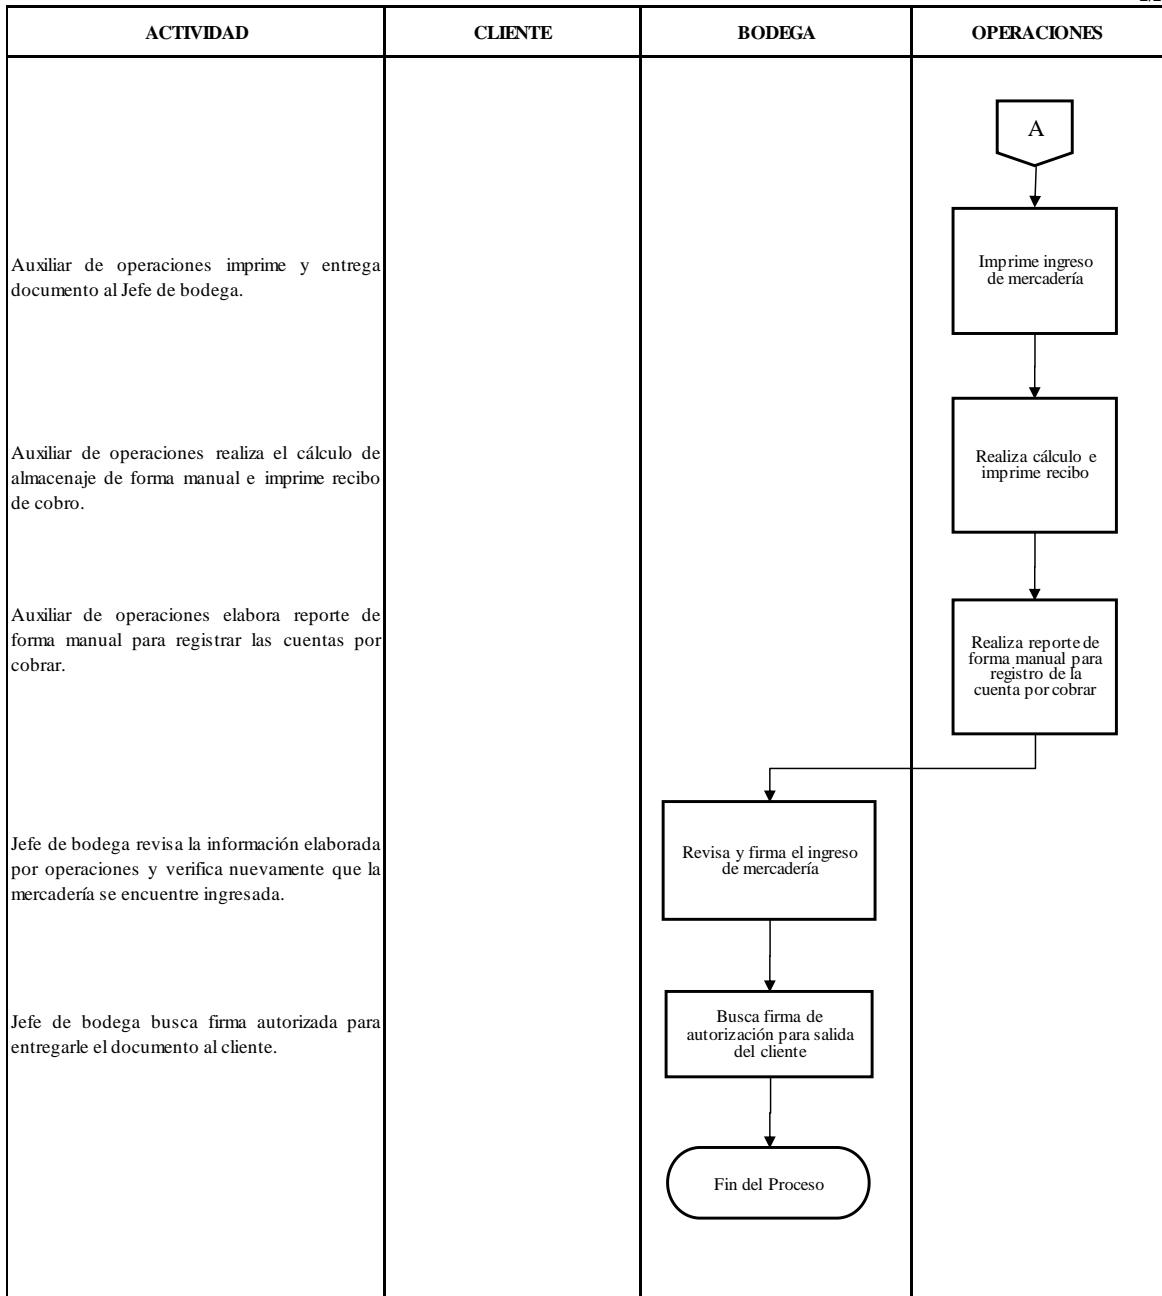 ACTIVIDAD CLIENTE BODEGA OPERACIONES
A
Auxiliar de operaciones imprime y entrega
documento al Jefe de bodega.
Imprime ingreso
de mercadería
Auxiliar de operaciones realiza el cálculo de
almacenaje de forma manual e imprime recibo
de cobro.
Realiza cálculo e
imprime recibo
Auxiliar de operaciones elabora reporte de
forma manual para registrar las cuentas por
cobrar.
Realiza reporte de
forma manual para
registro de la
cuenta por cobrar
Jefe de bodega revisa la información elaborada
por operaciones y verifica nuevamente que la
mercadería se encuentre ingresada.
Revisa y firma el ingreso
de mercadería
Jefe de bodega busca firma autorizada para
entregarle el documento al cliente.
Busca firma de
autorización para salida
del cliente
Fin del Proceso